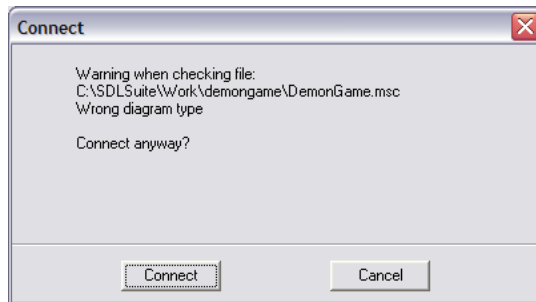 Connect
Warning when checking file:
C:\SDLSuite\Work\demongame\DemonGame.msc
Wrong diagram type
Connect anyway?
Connect
Cancel